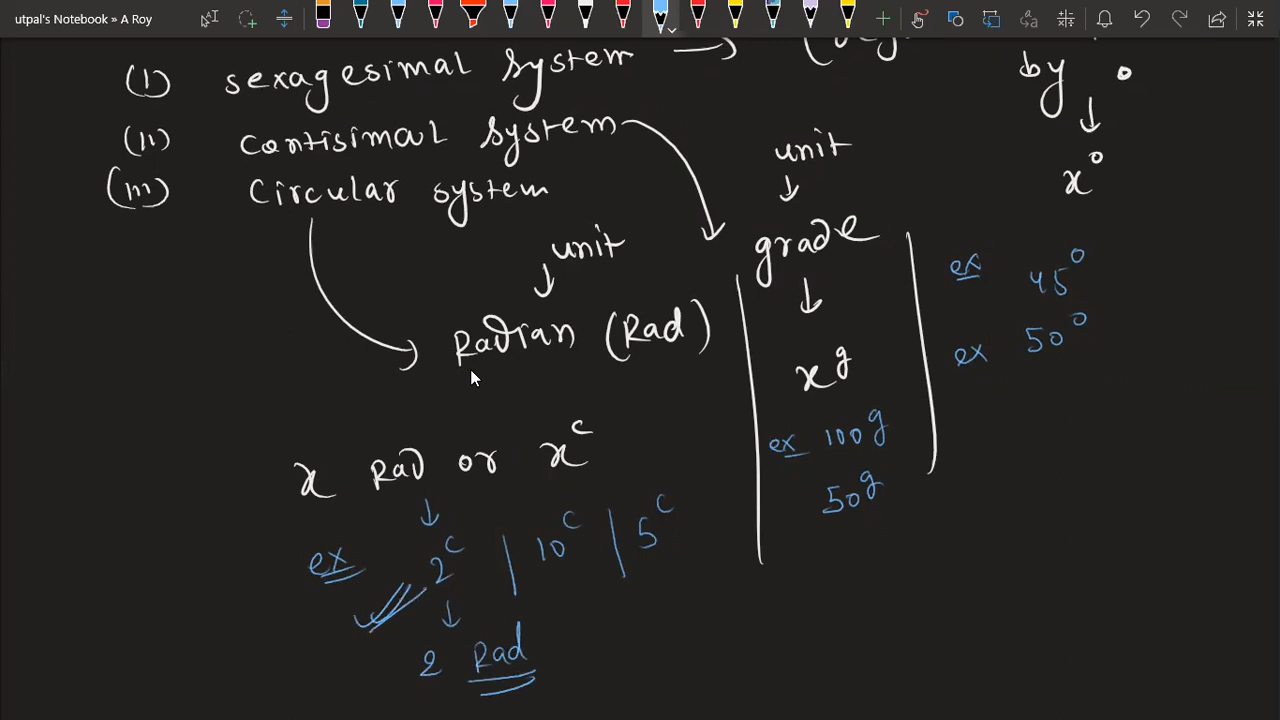 utpal's Notebook » A Roy
(I) sexagesimal system →
by °
↓
x°
(II) contisimal system
unit
↓
grade
↓
x^g
ex 100^g
50^g
(III) circular system
unit
↓
Radian (Rad)
x Rad or x^c
↓
ex 2^c | 10^c | 5^c
↓
2 Rad
ex 45°
ex 50°